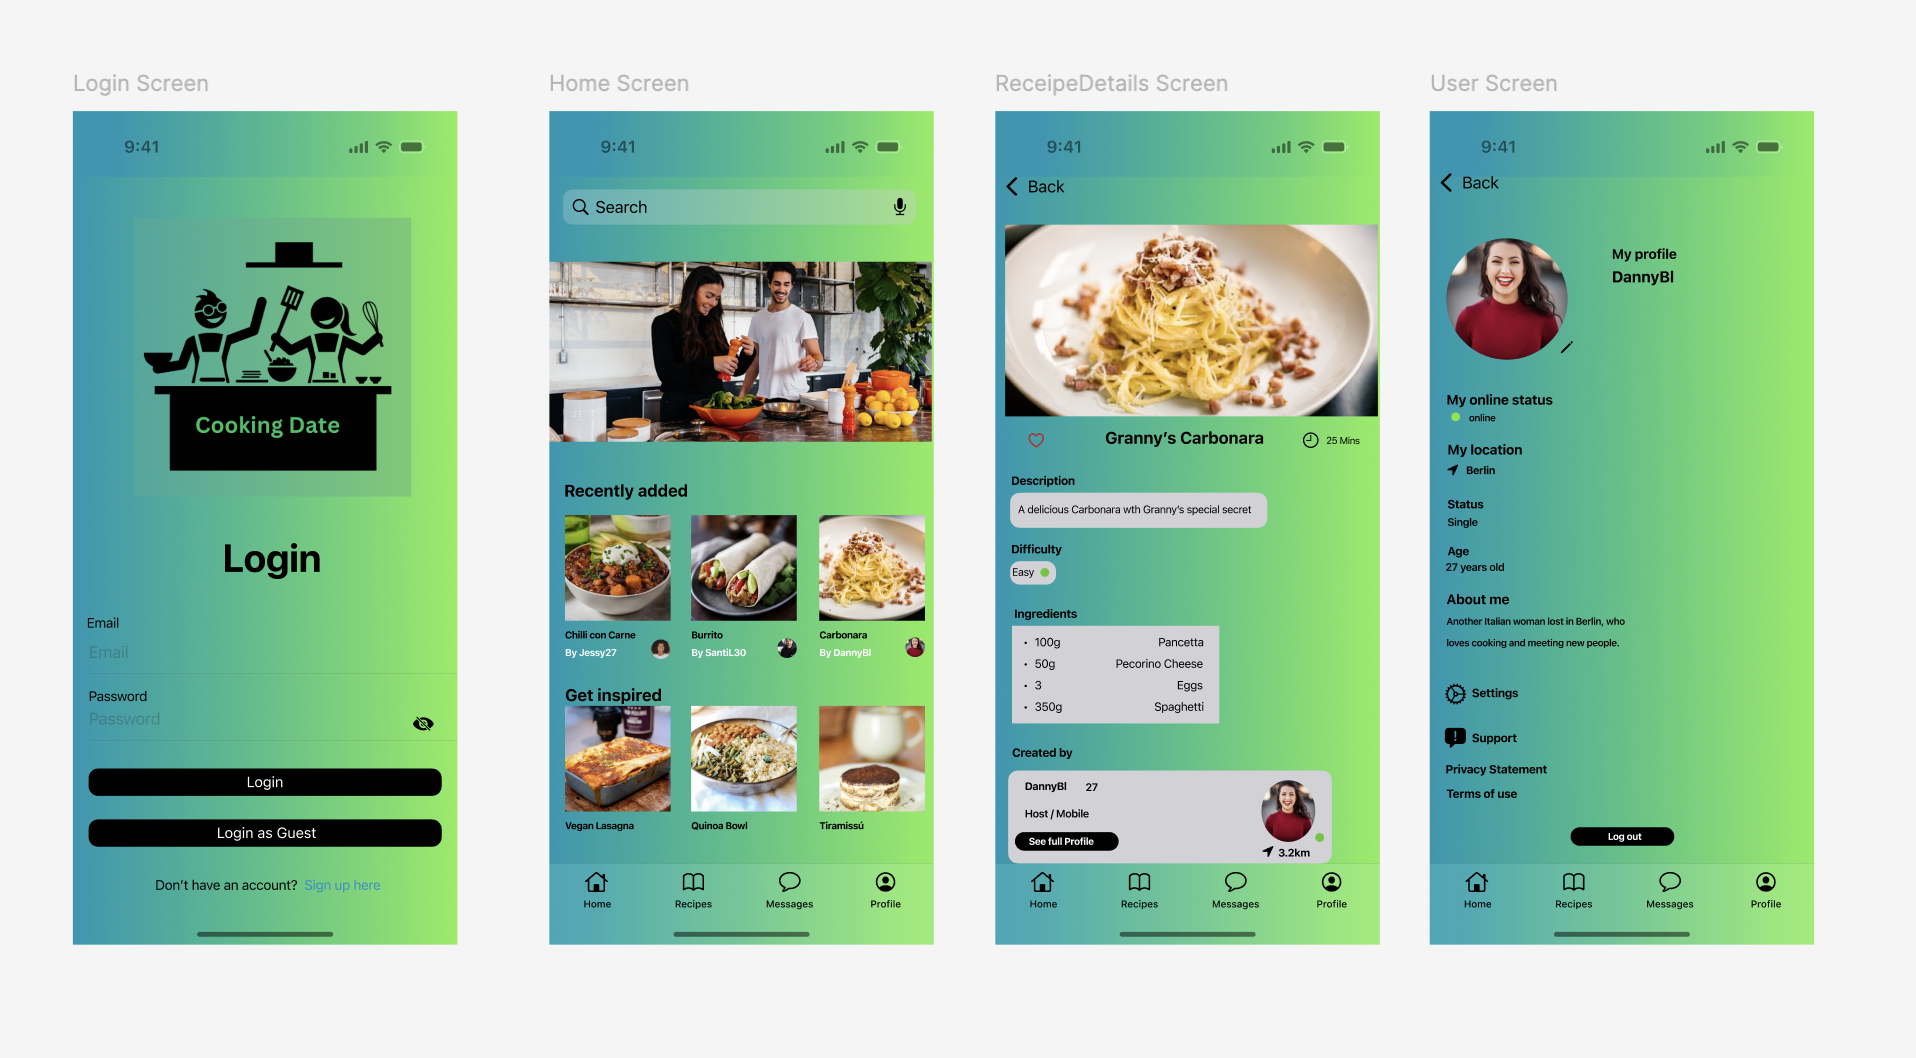 Login Screen
9:41
Cooking Date
Login
Email
Email
Password
Password
Login
Login as Guest
Don't have an account? Sign up here
Home Screen
9:41
Search
Recently added
Chilli con Carne
By Jessy27
Burrito
By SantiL30
Carbonara
By DannyBl
Get inspired
Vegan Lasagna
Quinoa Bowl
Tiramissú
Home
Recipes
Messages
Profile
ReceipeDetails Screen
9:41
Back
Granny's Carbonara
25 Mins
Description
A delicious Carbonara wth Granny's special secret
Difficulty
Easy
Ingredients
• 100g Pancetta
• 50g Pecorino Cheese
• 3 Eggs
• 350g Spaghetti
Created by
DannyBl 27
Host / Mobile
See full Profile
3.2km
Home
Recipes
Messages
Profile
User Screen
9:41
Back
My profile
DannyBl
My online status
online
My location
Berlin
Status
Single
Age
27 years old
About me
Another Italian woman lost in Berlin, who
loves cooking and meeting new people.
Settings
Support
Privacy Statement
Terms of use
Log out
Home
Recipes
Messages
Profile